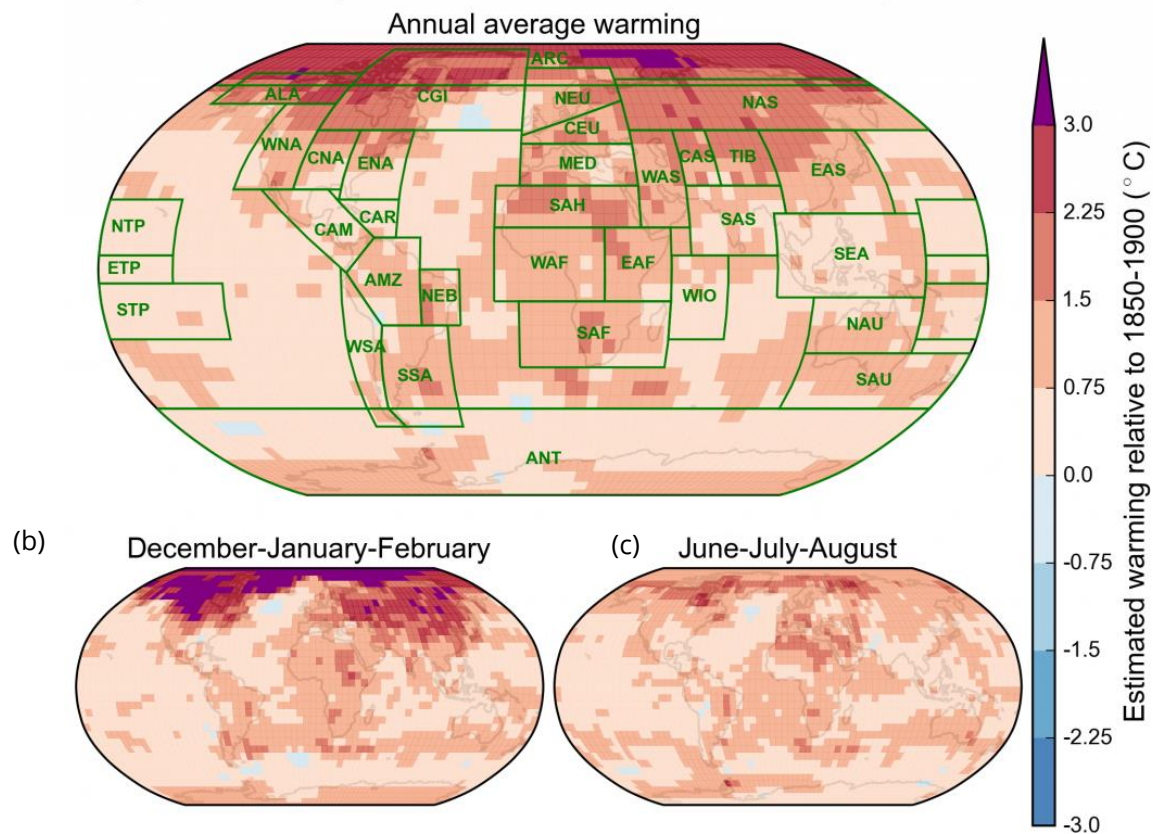 Annual average warming
ARC
ALA
CGI
NEU
NAS
CEU
WNA
CNA
ENA
MED
WAS
CAS
TIB
EAS
SAH
CAR
CAM
SAS
NTP
SEA
ETP
WAF
EAF
AMZ
NEB
WIO
STP
NAU
SAF
WSA
SSA
SAU
ANT
3.0
2.25
1.5
0.75
0.0
-0.75
-1.5
-2.25
-3.0
Estimated warming relative to 1850-1900 (°C)
(b)
December-January-February
(c)
June-July-August